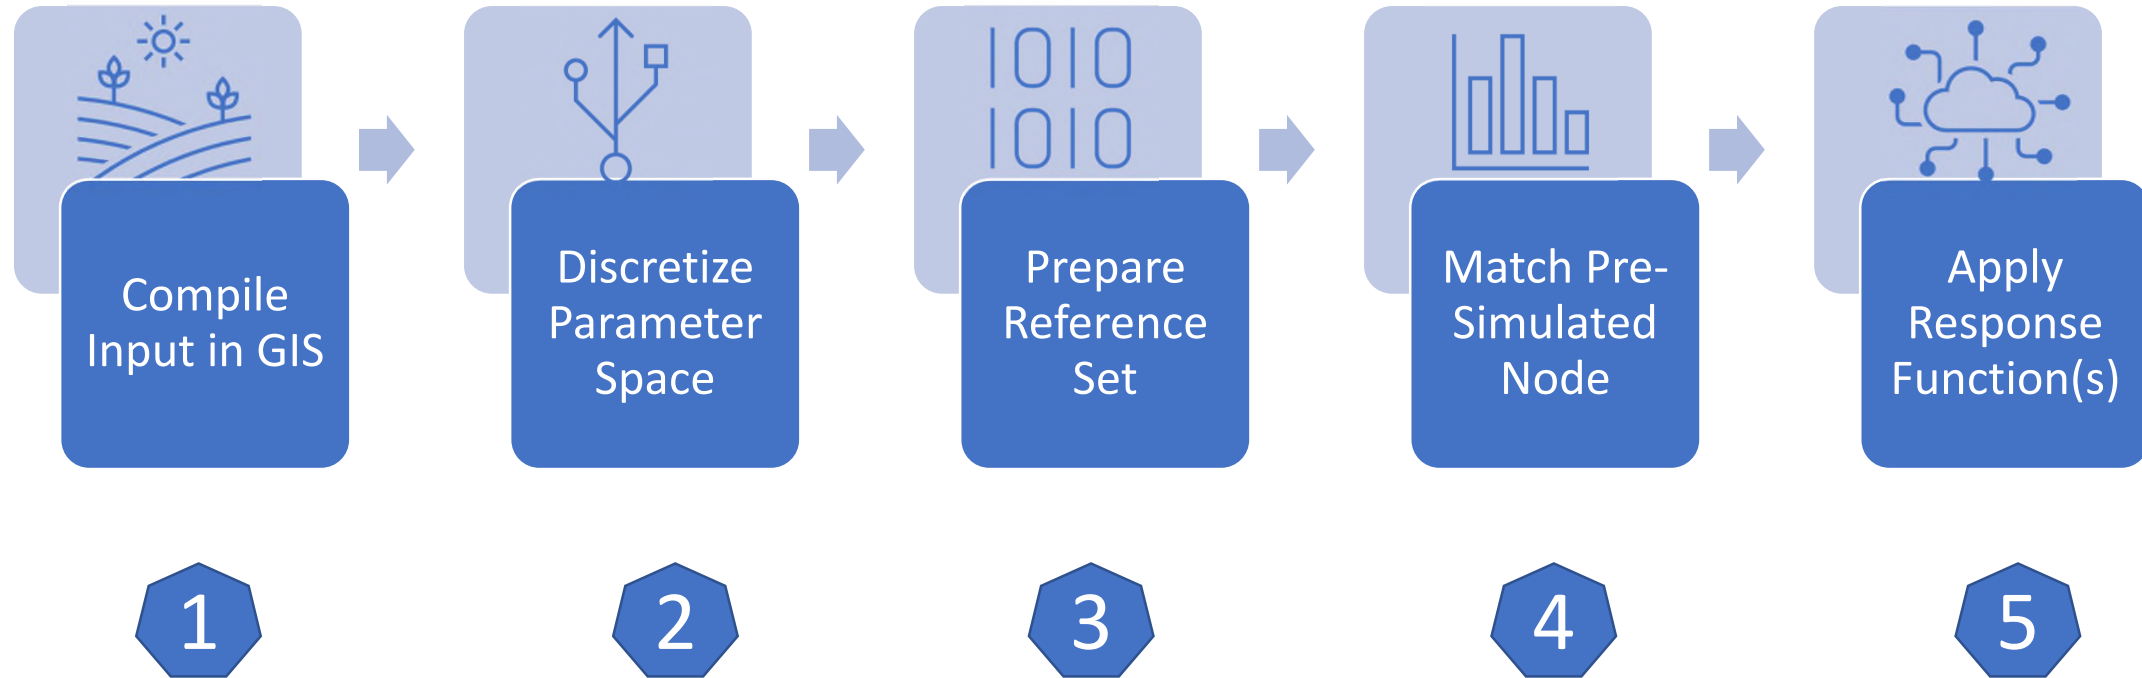 1010
1010
Compile
Input in GIS
Discretize
Parameter
Space
Prepare
Reference
Set
Match Pre-
Simulated
Node
Apply
Response
Function(s)
1
2
3
4
5